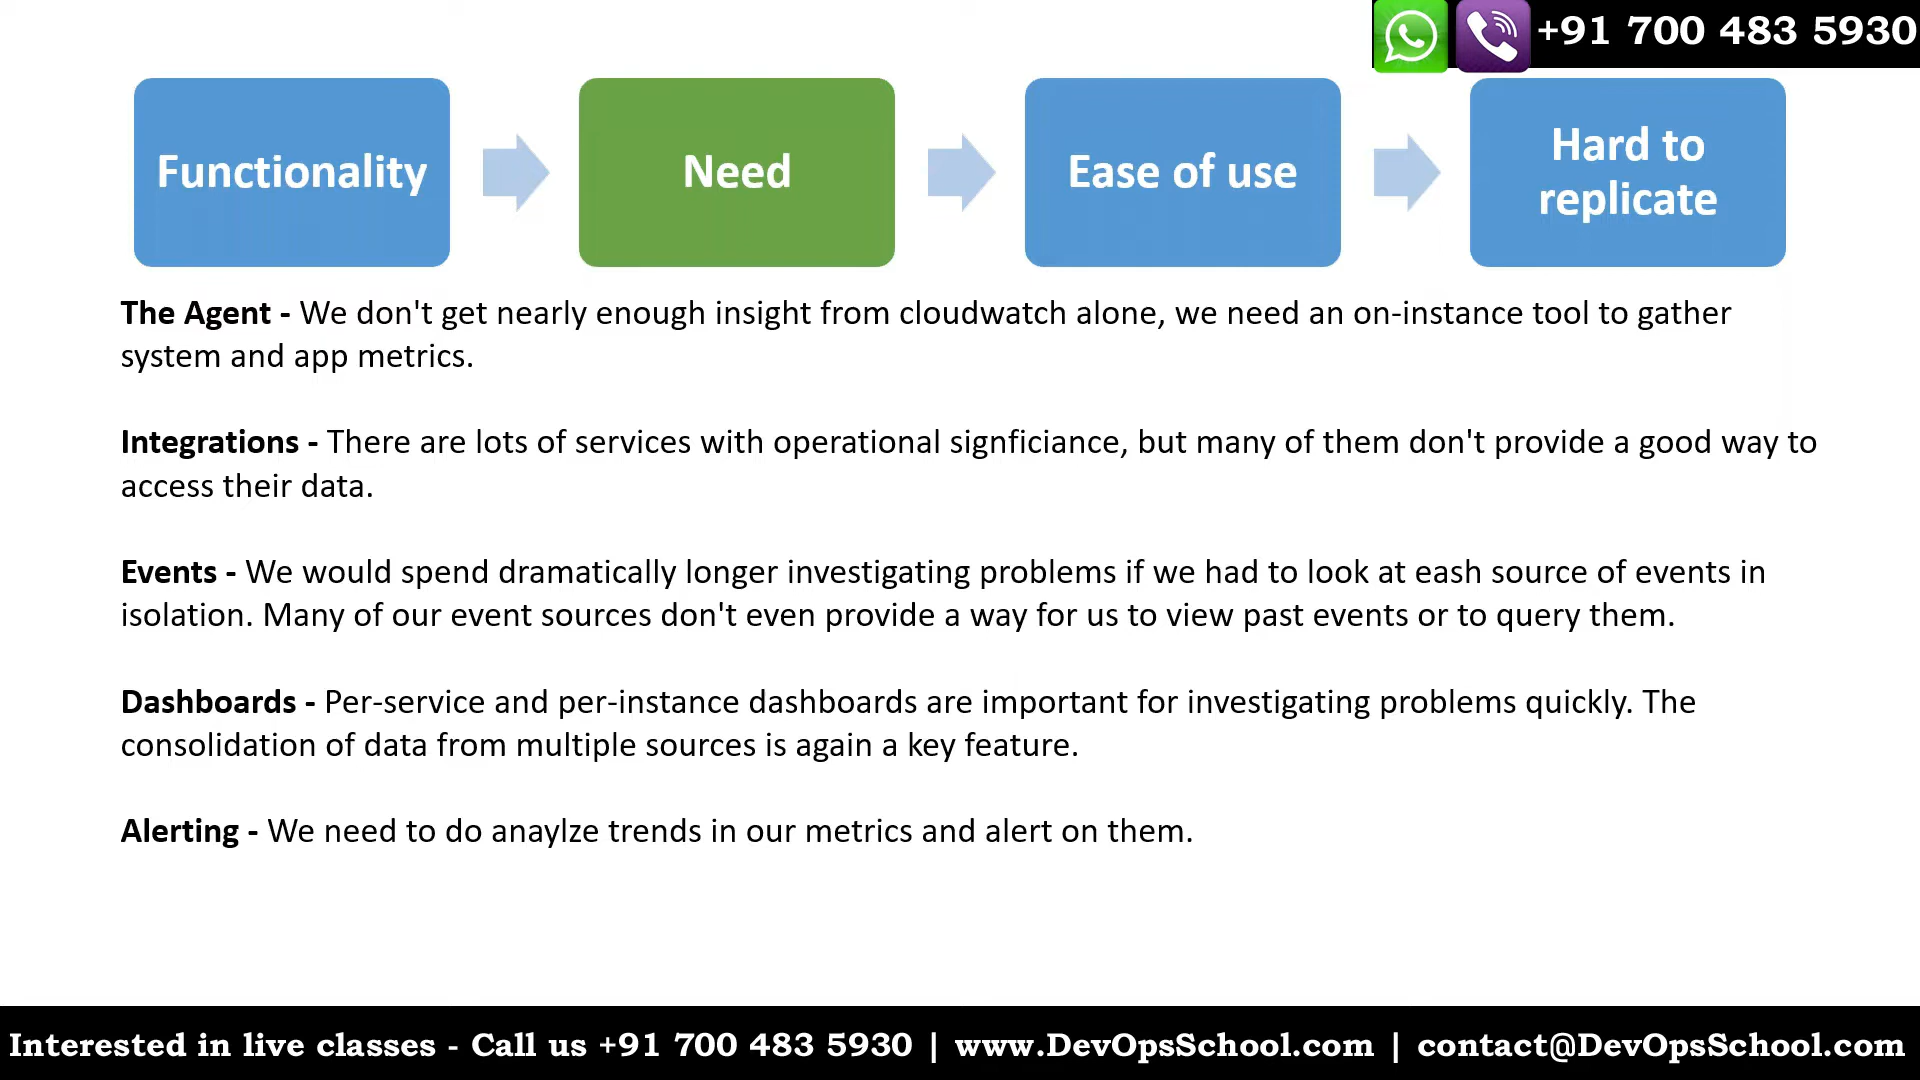 +91 700 483 5930
Functionality
Need
Ease of use
Hard to
replicate
The Agent - We don't get nearly enough insight from cloudwatch alone, we need an on-instance tool to gather
system and app metrics.
Integrations - There are lots of services with operational signficiance, but many of them don't provide a good way to
access their data.
Events - We would spend dramatically longer investigating problems if we had to look at eash source of events in
isolation. Many of our event sources don't even provide a way for us to view past events or to query them.
Dashboards - Per-service and per-instance dashboards are important for investigating problems quickly. The
consolidation of data from multiple sources is again a key feature.
Alerting - We need to do anaylze trends in our metrics and alert on them.
Interested in live classes - Call us +91 700 483 5930 | www.DevOpsSchool.com | contact@DevOpsSchool.com